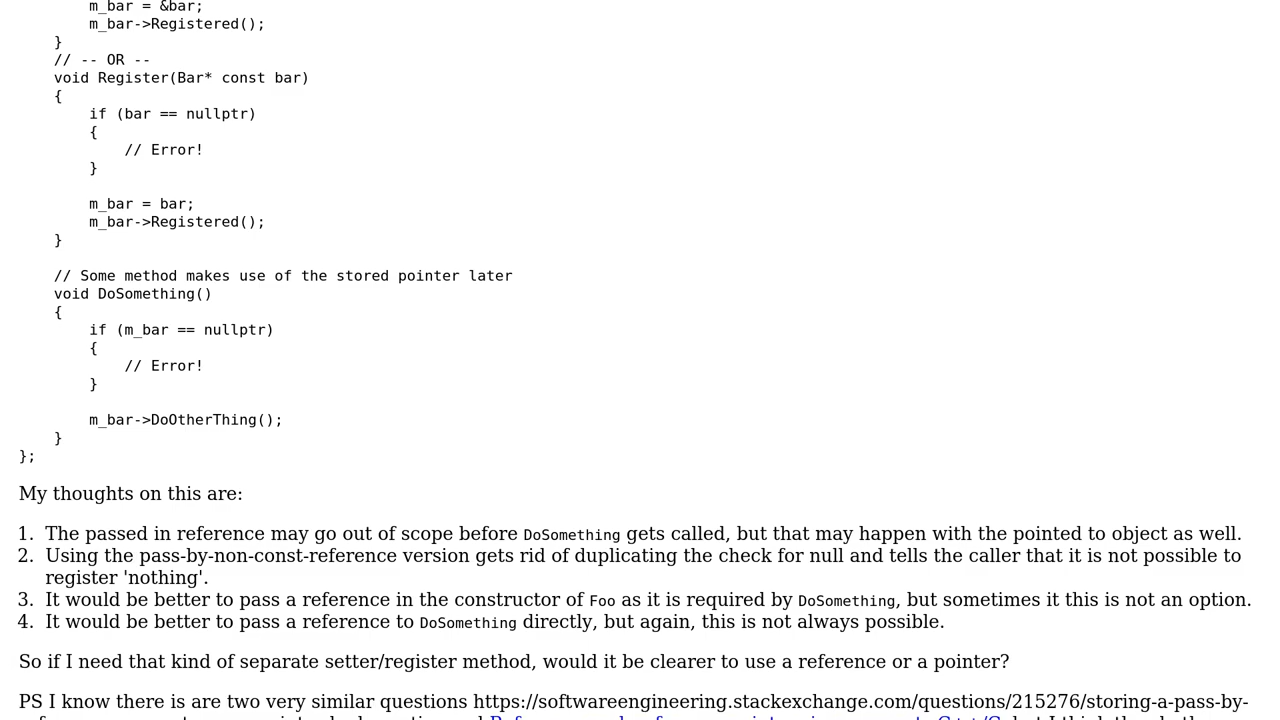 m_bar = &bar;
m_bar->Registered();
}
// -- OR --
void Register(Bar* const bar)
{
if (bar == nullptr)
{
// Error!
}
m_bar = bar;
m_bar->Registered();
}
// Some method makes use of the stored pointer later
void DoSomething()
{
if (m_bar == nullptr)
{
// Error!
}
m_bar->DoOtherThing();
}
};
My thoughts on this are:
1. The passed in reference may go out of scope before DoSomething gets called, but that may happen with the pointed to object as well.
2. Using the pass-by-non-const-reference version gets rid of duplicating the check for null and tells the caller that it is not possible to
register 'nothing'.
3. It would be better to pass a reference in the constructor of Foo as it is required by DoSomething, but sometimes it this is not an option.
4. It would be better to pass a reference to DoSomething directly, but again, this is not always possible.
So if I need that kind of separate setter/register method, would it be clearer to use a reference or a pointer?
PS I know there is are two very similar questions https://softwareengineering.stackexchange.com/questions/215276/storing-a-pass-by-